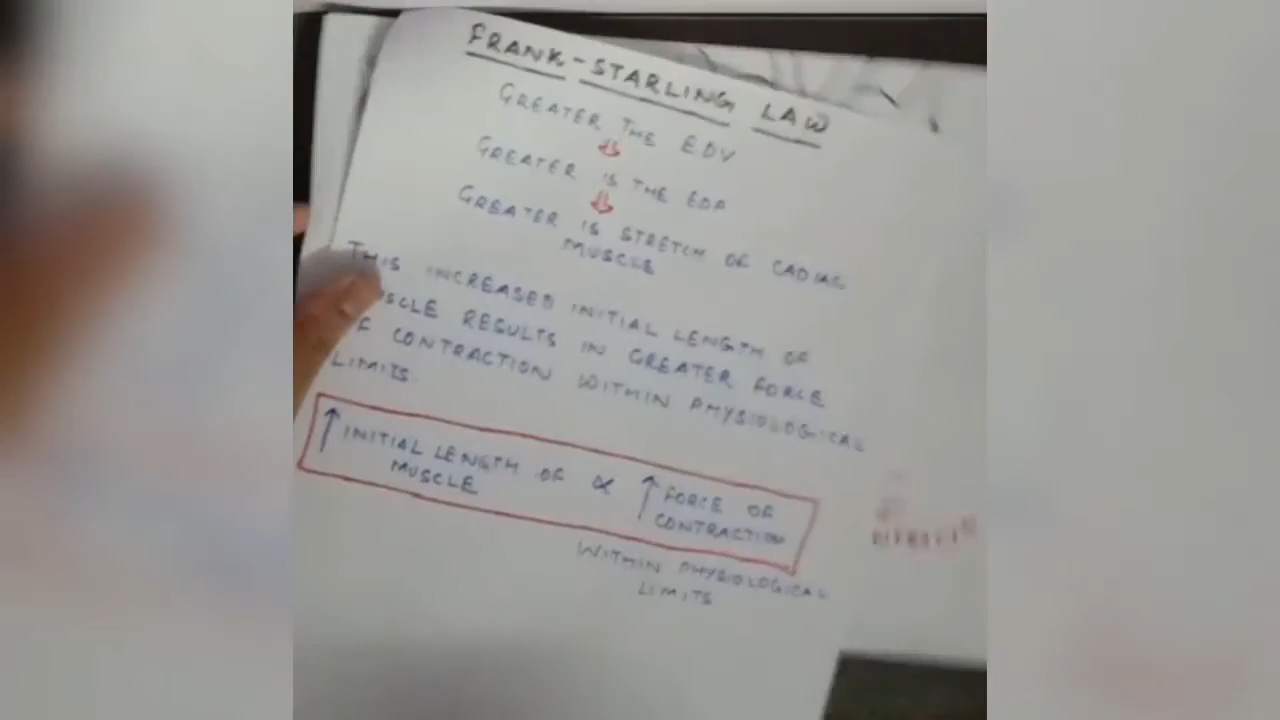 FRANK-STARLING LAW
GREATER THE EDV
⇓
GREATER IS THE EDP
⇓
GREATER IS STRETCH OF CADIAC
MUSCLE
THIS INCREASED INITIAL LENGTH OF
USCLE RESULTS IN GREATER FORCE
F CONTRACTION WITHIN PHYSIOLOGICAL
LIMITS.
↑ INITIAL LENGTH OF ∝ ↑ FORCE OF
MUSCLE CONTRACTION
WITHIN PHYSIOLOGICAL
LIMITS